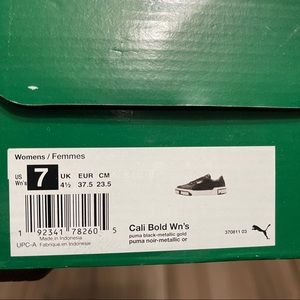 Womens / Femmes
US UK EUR CM
Wn's 7 4½ 37.5 23.5
1 92341 78260 5
Made in Indonesia
UPC-A Fabriqué en Indonésie
Cali Bold Wn's
puma black-metallic gold
puma noir-metallic or
370811 03